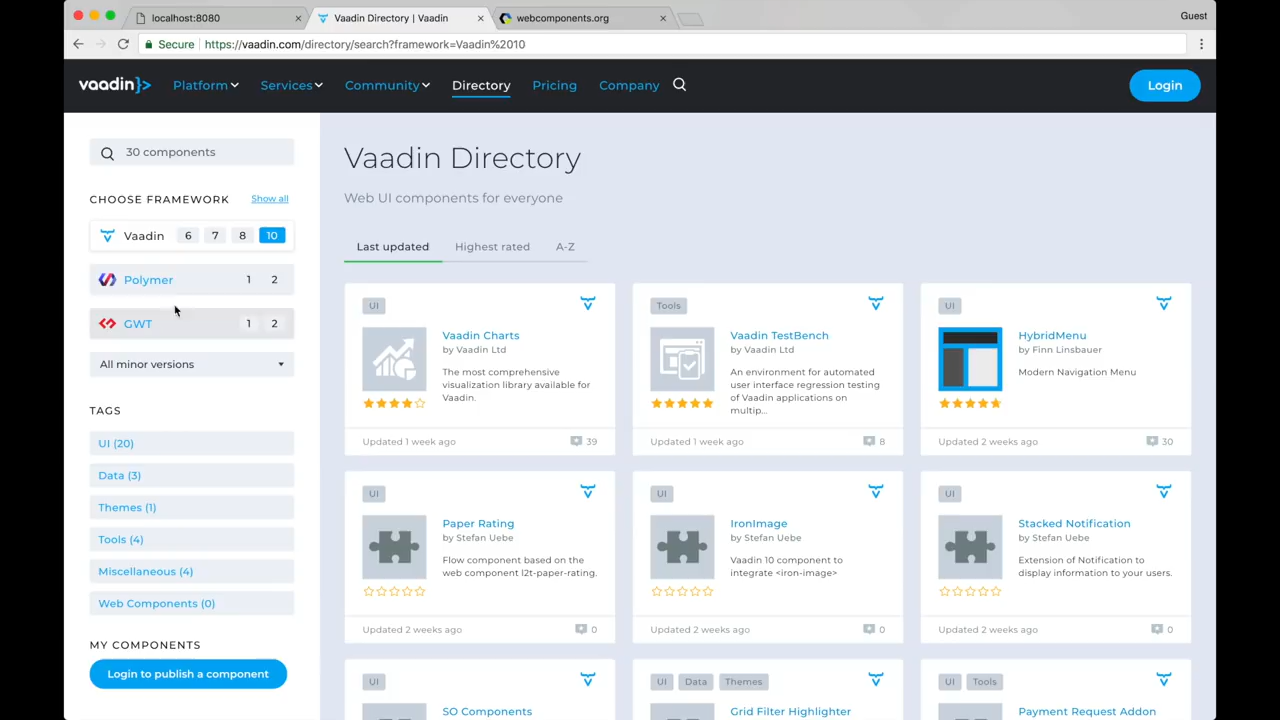 localhost:8080
Vaadin Directory | Vaadin
webcomponents.org
Guest
Secure
https://vaadin.com/directory/search?framework=Vaadin%2010
vaadin}>
Platform
Services
Community
Directory
Pricing
Company
Login
30 components
CHOOSE FRAMEWORK
Show all
Vaadin 6 7 8 10
Polymer 1 2
GWT 1 2
All minor versions
TAGS
UI (20)
Data (3)
Themes (1)
Tools (4)
Miscellaneous (4)
Web Components (0)
MY COMPONENTS
Login to publish a component
Vaadin Directory
Web UI components for everyone
Last updated
Highest rated
A-Z
UI
Vaadin Charts
by Vaadin Ltd
The most comprehensive
visualization library available for
Vaadin.
Updated 1 week ago
39
Tools
Vaadin TestBench
by Vaadin Ltd
An environment for automated
user interface regression testing
of Vaadin applications on
multip...
Updated 1 week ago
8
UI
HybridMenu
by Finn Linsbauer
Modern Navigation Menu
Updated 2 weeks ago
30
UI
Paper Rating
by Stefan Uebe
Flow component based on the
web component l2t-paper-rating.
Updated 2 weeks ago
0
UI
IronImage
by Stefan Uebe
Vaadin 10 component to
integrate <iron-image>
Updated 2 weeks ago
0
UI
Stacked Notification
by Stefan Uebe
Extension of Notification to
display information to your users.
Updated 2 weeks ago
0
UI
SO Components
UI Data Themes
Grid Filter Highlighter
UI Tools
Payment Request Addon